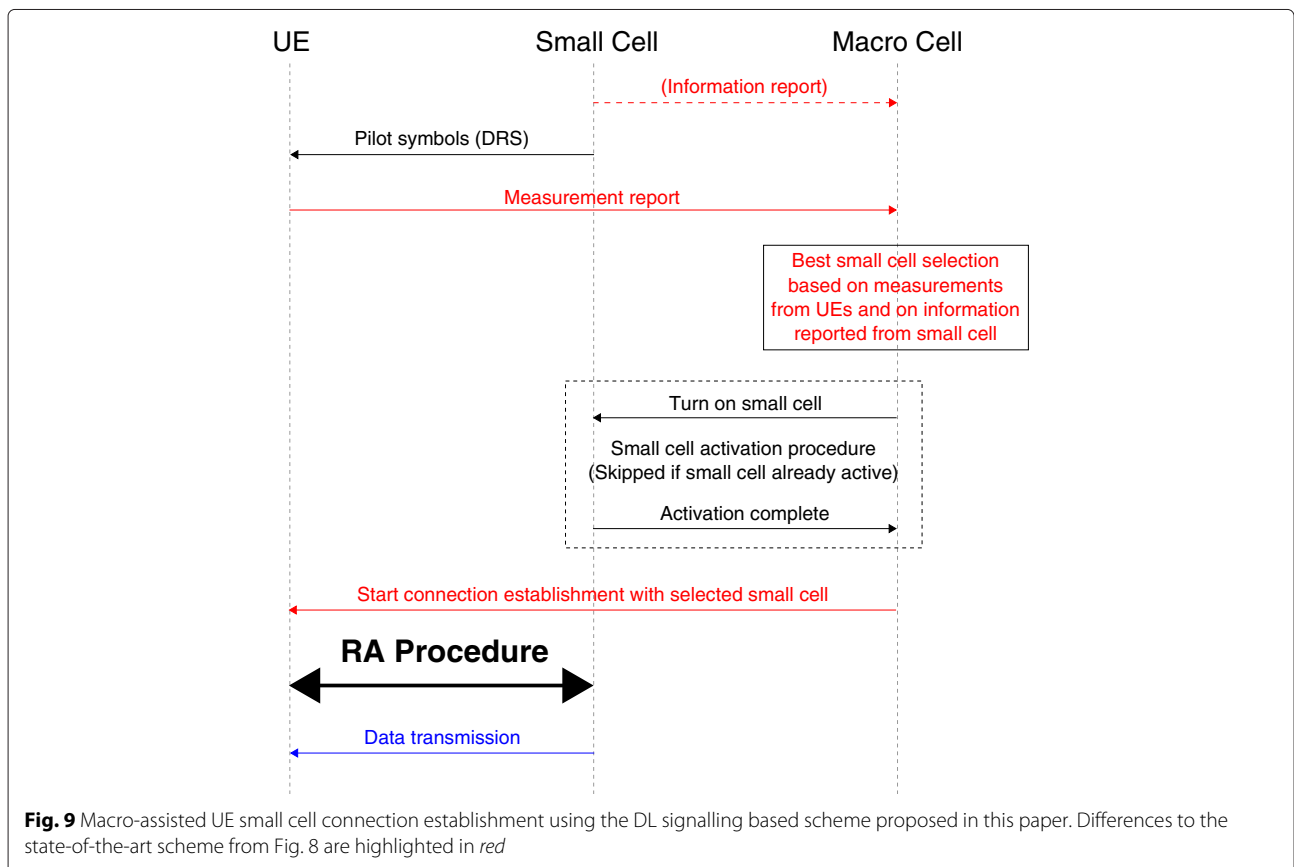 UE
Small Cell
Macro Cell
(Information report)
Pilot symbols (DRS)
Measurement report
Best small cell selection
based on measurements
from UEs and on information
reported from small cell
Turn on small cell
Small cell activation procedure
(Skipped if small cell already active)
Activation complete
Start connection establishment with selected small cell
RA Procedure
Data transmission
Fig. 9 Macro-assisted UE small cell connection establishment using the DL signalling based scheme proposed in this paper. Differences to the
state-of-the-art scheme from Fig. 8 are highlighted in red